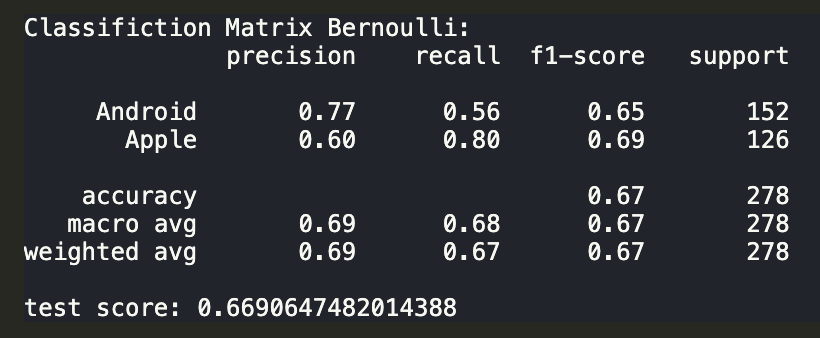 Classifiction Matrix Bernoulli:
precision recall f1-score support
Android 0.77 0.56 0.65 152
Apple 0.60 0.80 0.69 126
accuracy 0.67 278
macro avg 0.69 0.68 0.67 278
weighted avg 0.69 0.67 0.67 278
test score: 0.6690647482014388